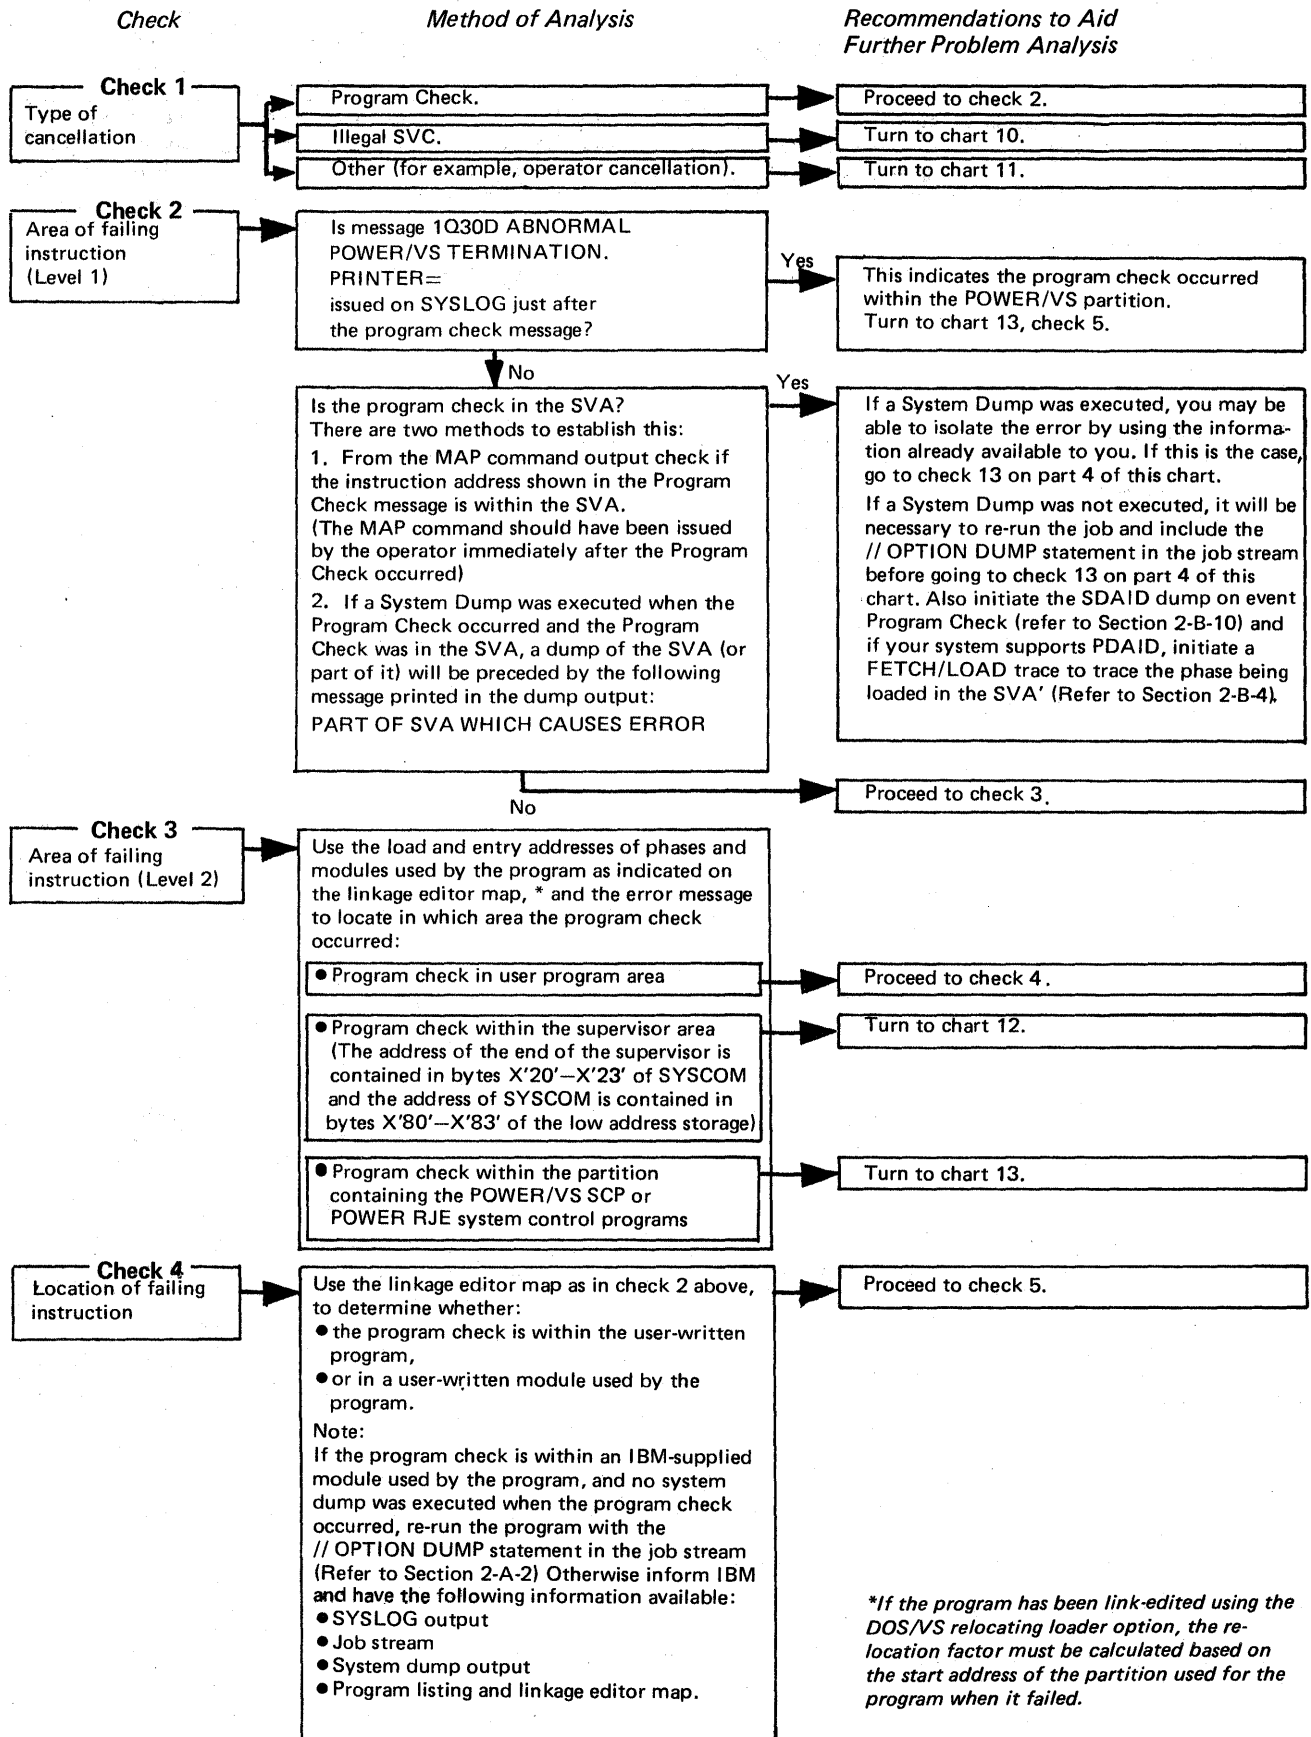 Check
Method of Analysis
Recommendations to Aid
Further Problem Analysis
Check 1
Type of
cancellation
Program Check.
Proceed to check 2.
Illegal SVC.
Turn to chart 10.
Other (for example, operator cancellation).
Turn to chart 11.
Check 2
Area of failing
instruction
(Level 1)
Is message 1Q30D ABNORMAL
POWER/VS TERMINATION.
PRINTER=
issued on SYSLOG just after
the program check message?
Yes
This indicates the program check occurred
within the POWER/VS partition.
Turn to chart 13, check 5.
No
Is the program check in the SVA?
There are two methods to establish this:
1. From the MAP command output check if
the instruction address shown in the Program
Check message is within the SVA.
(The MAP command should have been issued
by the operator immediately after the Program
Check occurred)
2. If a System Dump was executed when the
Program Check occurred and the Program
Check was in the SVA, a dump of the SVA (or
part of it) will be preceded by the following
message printed in the dump output:
PART OF SVA WHICH CAUSES ERROR
Yes
If a System Dump was executed, you may be
able to isolate the error by using the informa-
tion already available to you. If this is the case,
go to check 13 on part 4 of this chart.
If a System Dump was not executed, it will be
necessary to re-run the job and include the
// OPTION DUMP statement in the job stream
before going to check 13 on part 4 of this
chart. Also initiate the SDAID dump on event
Program Check (refer to Section 2-B-10) and
if your system supports PDAID, initiate a
FETCH/LOAD trace to trace the phase being
loaded in the SVA' (Refer to Section 2-B-4).
No
Proceed to check 3.
Check 3
Area of failing
instruction (Level 2)
Use the load and entry addresses of phases and
modules used by the program as indicated on
the linkage editor map, * and the error message
to locate in which area the program check
occurred:
● Program check in user program area
Proceed to check 4.
● Program check within the supervisor area
(The address of the end of the supervisor is
contained in bytes X'20'—X'23' of SYSCOM
and the address of SYSCOM is contained in
bytes X'80'—X'83' of the low address storage)
Turn to chart 12.
● Program check within the partition
containing the POWER/VS SCP or
POWER RJE system control programs
Turn to chart 13.
Check 4
Location of failing
instruction
Use the linkage editor map as in check 2 above,
to determine whether:
● the program check is within the user-written
program,
● or in a user-written module used by the
program.
Note:
If the program check is within an IBM-supplied
module used by the program, and no system
dump was executed when the program check
occurred, re-run the program with the
// OPTION DUMP statement in the job stream
(Refer to Section 2-A-2) Otherwise inform IBM
and have the following information available:
● SYSLOG output
● Job stream
● System dump output
● Program listing and linkage editor map.
Proceed to check 5.
*If the program has been link-edited using the
DOS/VS relocating loader option, the re-
location factor must be calculated based on
the start address of the partition used for the
program when it failed.